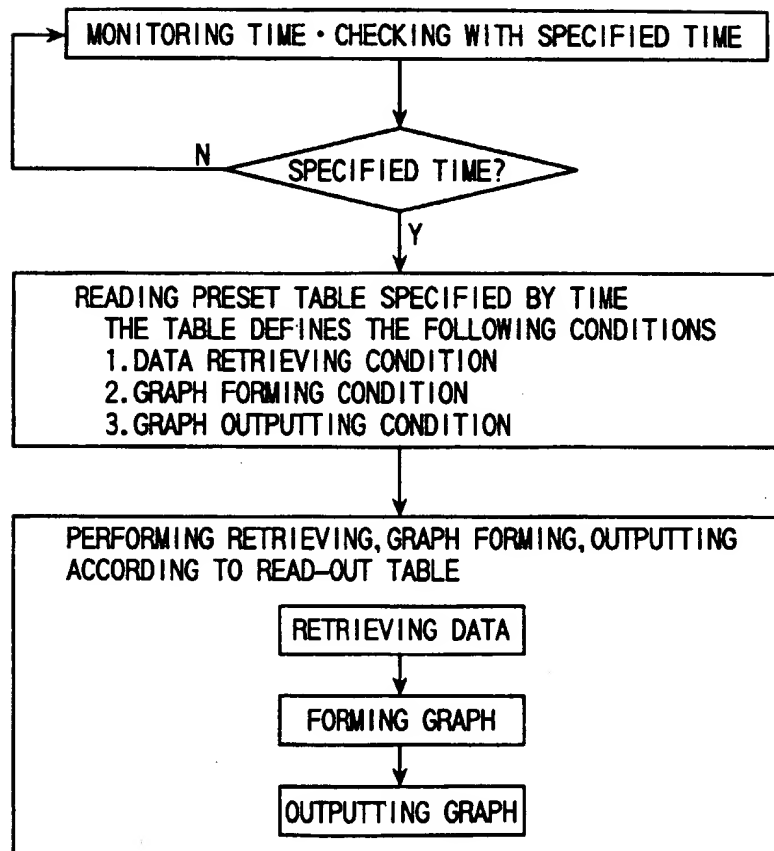 MONITORING TIME・CHECKING WITH SPECIFIED TIME
N
SPECIFIED TIME?
Y
READING PRESET TABLE SPECIFIED BY TIME
THE TABLE DEFINES THE FOLLOWING CONDITIONS
1.DATA RETRIEVING CONDITION
2.GRAPH FORMING CONDITION
3.GRAPH OUTPUTTING CONDITION
PERFORMING RETRIEVING,GRAPH FORMING,OUTPUTTING
ACCORDING TO READ-OUT TABLE
RETRIEVING DATA
FORMING GRAPH
OUTPUTTING GRAPH